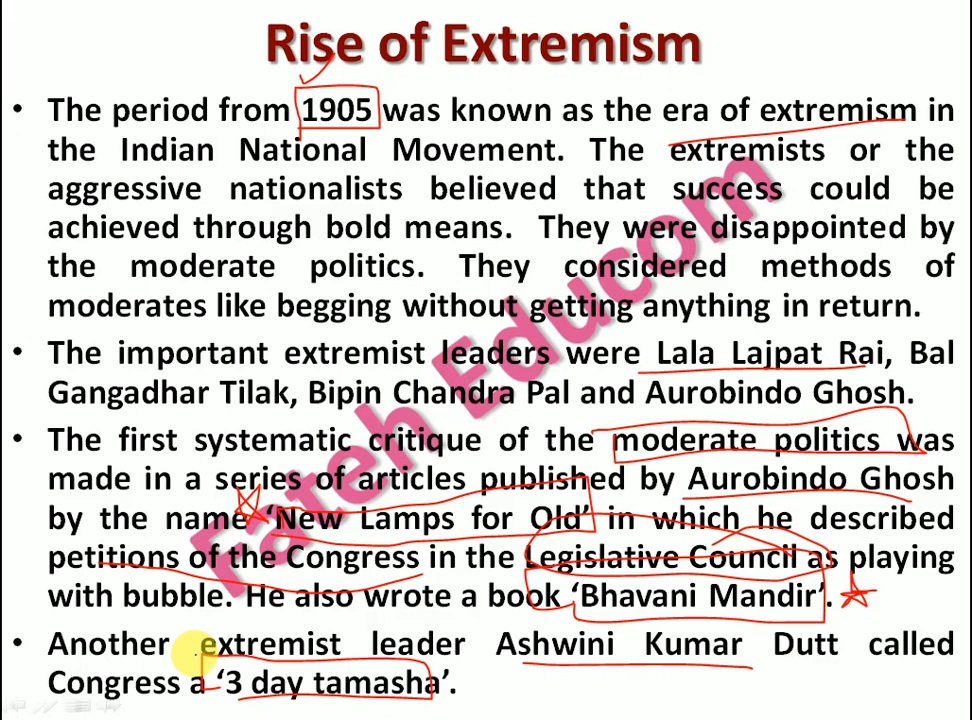 Rise of Extremism
• The period from 1905 was known as the era of extremism in
the Indian National Movement. The extremists or the
aggressive nationalists believed that success could be
achieved through bold means. They were disappointed by
the moderate politics. They considered methods of
moderates like begging without getting anything in return.
• The important extremist leaders were Lala Lajpat Rai, Bal
Gangadhar Tilak, Bipin Chandra Pal and Aurobindo Ghosh.
• The first systematic critique of the moderate politics was
made in a series of articles published by Aurobindo Ghosh
by the name ‘New Lamps for Old’ in which he described
petitions of the Congress in the Legislative Council as playing
with bubble. He also wrote a book ‘Bhavani Mandir’.
• Another extremist leader Ashwini Kumar Dutt called
Congress a ‘3 day tamasha’.
Fateh Educom